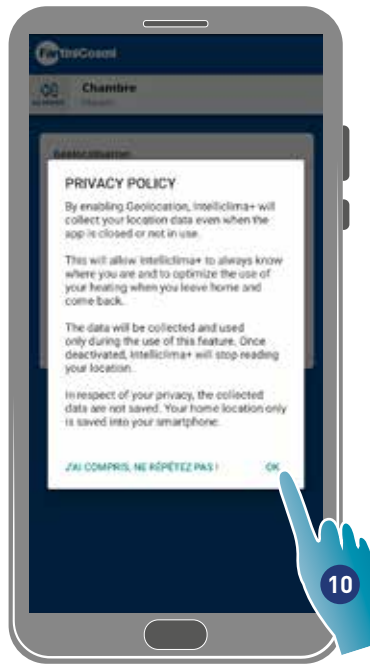 FantiniCosmi
Chambre
Geolocalisation
PRIVACY POLICY
By enabling Geolocation, Intelliclima+ will
collect your location data even when the
app is closed or not in use.
This will allow Intelliclima+ to always know
where you are and to optimize the use of
your heating when you leave home and
come back.
The data will be collected and used
only during the use of this feature. Once
deactivated, Intelliclima+ will stop reading
your location.
In respect of your privacy, the collected
data are not saved. Your home location only
is saved into your smartphone.
J'AI COMPRIS, NE RÉPÉTEZ PAS !
OK
10